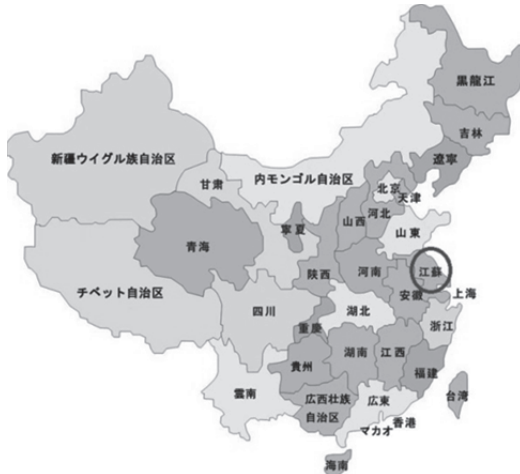 黒龍江
吉林
遼寧
新疆ウイグル族自治区
内モンゴル自治区
甘粛
北京
天津
河北
山西
寧夏
山東
青海
陝西
河南
江蘇
チベット自治区
安徽
上海
四川
湖北
浙江
重慶
貴州
湖南
江西
福建
雲南
広西壮族
自治区
広東
台湾
香港
マカオ
海南